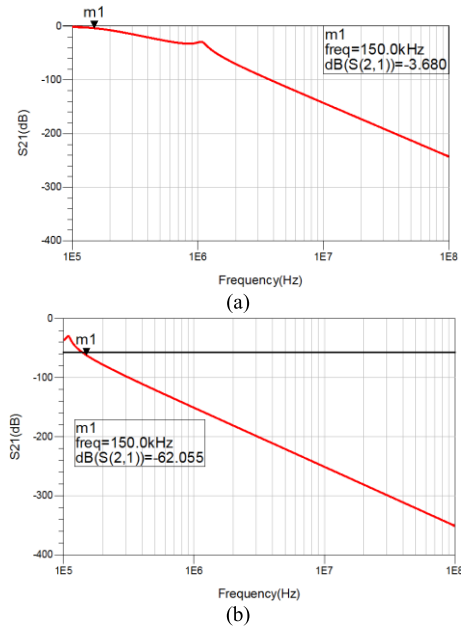 0
m1
m1
freq=150.0kHz
dB(S(2,1))=-3.680
-100
S21(dB)
-200
-300
-400
1E5 1E6 1E7 1E8
Frequency(Hz)
(a)
0
m1
-100
S21(dB)
m1
freq=150.0kHz
dB(S(2,1))=-62.055
-200
-300
-400
1E5 1E6 1E7 1E8
Frequency(Hz)
(b)